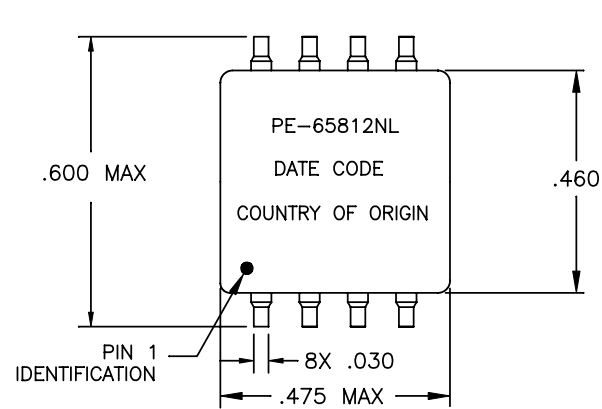 PE-65812NL
.600 MAX
DATE CODE
.460
COUNTRY OF ORIGIN
PIN 1
IDENTIFICATION
8X .030
.475 MAX